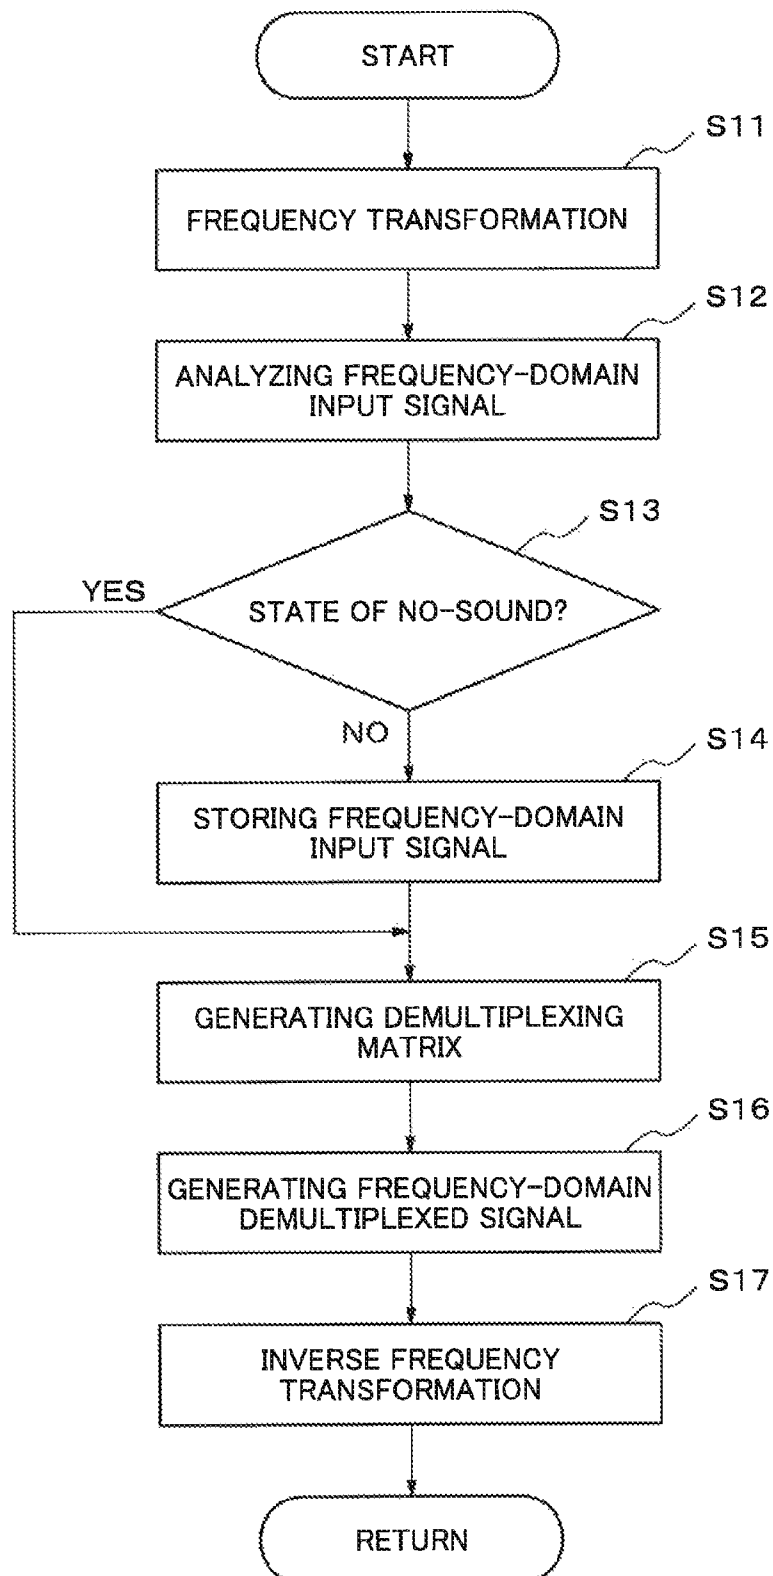 START
S11
FREQUENCY TRANSFORMATION
S12
ANALYZING FREQUENCY-DOMAIN
INPUT SIGNAL
S13
YES
STATE OF NO-SOUND?
NO
S14
STORING FREQUENCY-DOMAIN
INPUT SIGNAL
S15
GENERATING DEMULTIPLEXING
MATRIX
S16
GENERATING FREQUENCY-DOMAIN
DEMULTIPLEXED SIGNAL
S17
INVERSE FREQUENCY
TRANSFORMATION
RETURN